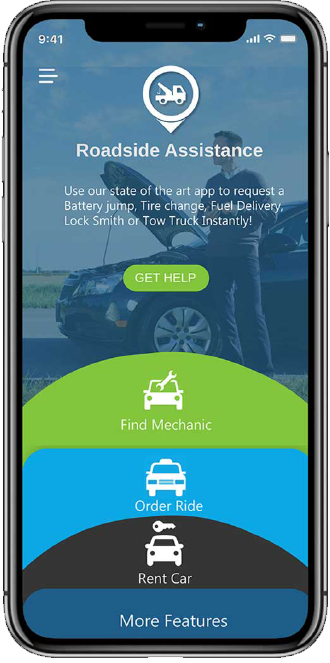 9:41
Roadside Assistance
Use our state of the art app to request a
Battery jump, Tire change, Fuel Delivery,
Lock Smith or Tow Truck Instantly!
GET HELP
Find Mechanic
Order Ride
Rent Car
More Features